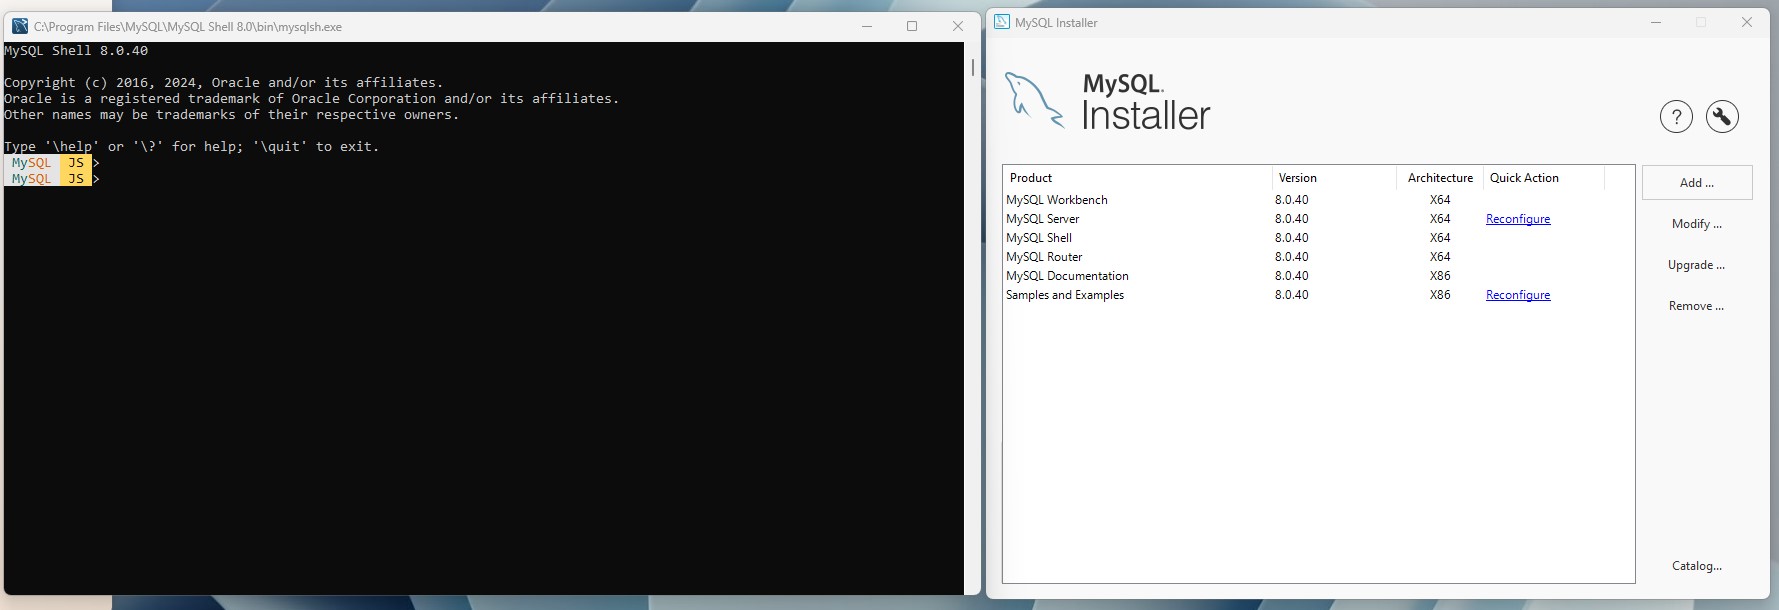 C:\Program Files\MySQL\MySQL Shell 8.0\bin\mysqlsh.exe
MySQL Shell 8.0.40
Copyright (c) 2016, 2024, Oracle and/or its affiliates.
Oracle is a registered trademark of Oracle Corporation and/or its affiliates.
Other names may be trademarks of their respective owners.
Type '\help' or '\?' for help; '\quit' to exit.
MySQL JS >
MySQL JS >
MySQL Installer
MySQL.
Installer
?
Product Version Architecture Quick Action
MySQL Workbench 8.0.40 X64
MySQL Server 8.0.40 X64 Reconfigure
MySQL Shell 8.0.40 X64
MySQL Router 8.0.40 X64
MySQL Documentation 8.0.40 X86
Samples and Examples 8.0.40 X86 Reconfigure
Add ...
Modify ...
Upgrade ...
Remove ...
Catalog...